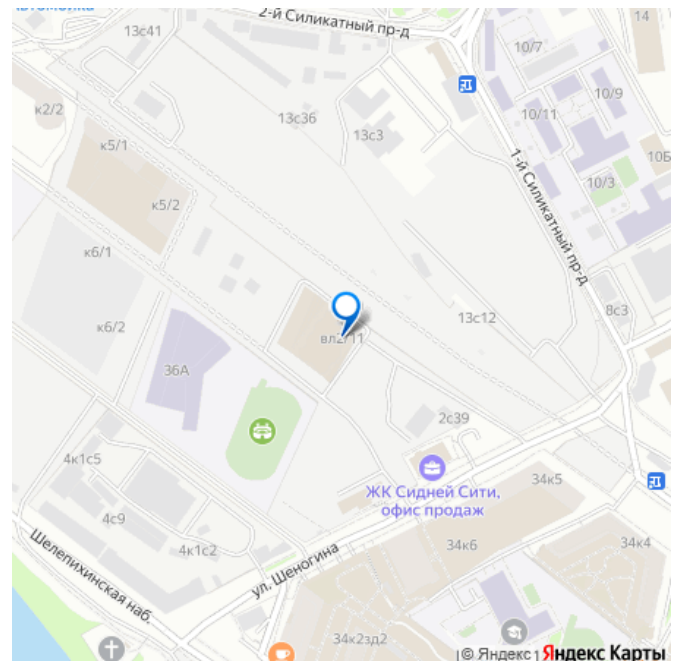 Автомойка
2-й Силикатный пр-д
13с41
14
10/7
к2/2
10/9
13с36
10/11
13с3
к5/1
1-й Силикатный пр-д
10Б
10/3
к5/2
к6/1
13с12
8с3
вл2/11
к6/2
36А
2с39
4к1с5
ЖК Сидней Сити,
офис продаж
34к5
4с9
34к6
34к4
4к1с2
Шелепихинская наб.
ул. Шеногина
34к2зд2
© Яндекс 1 Яндекс Карты